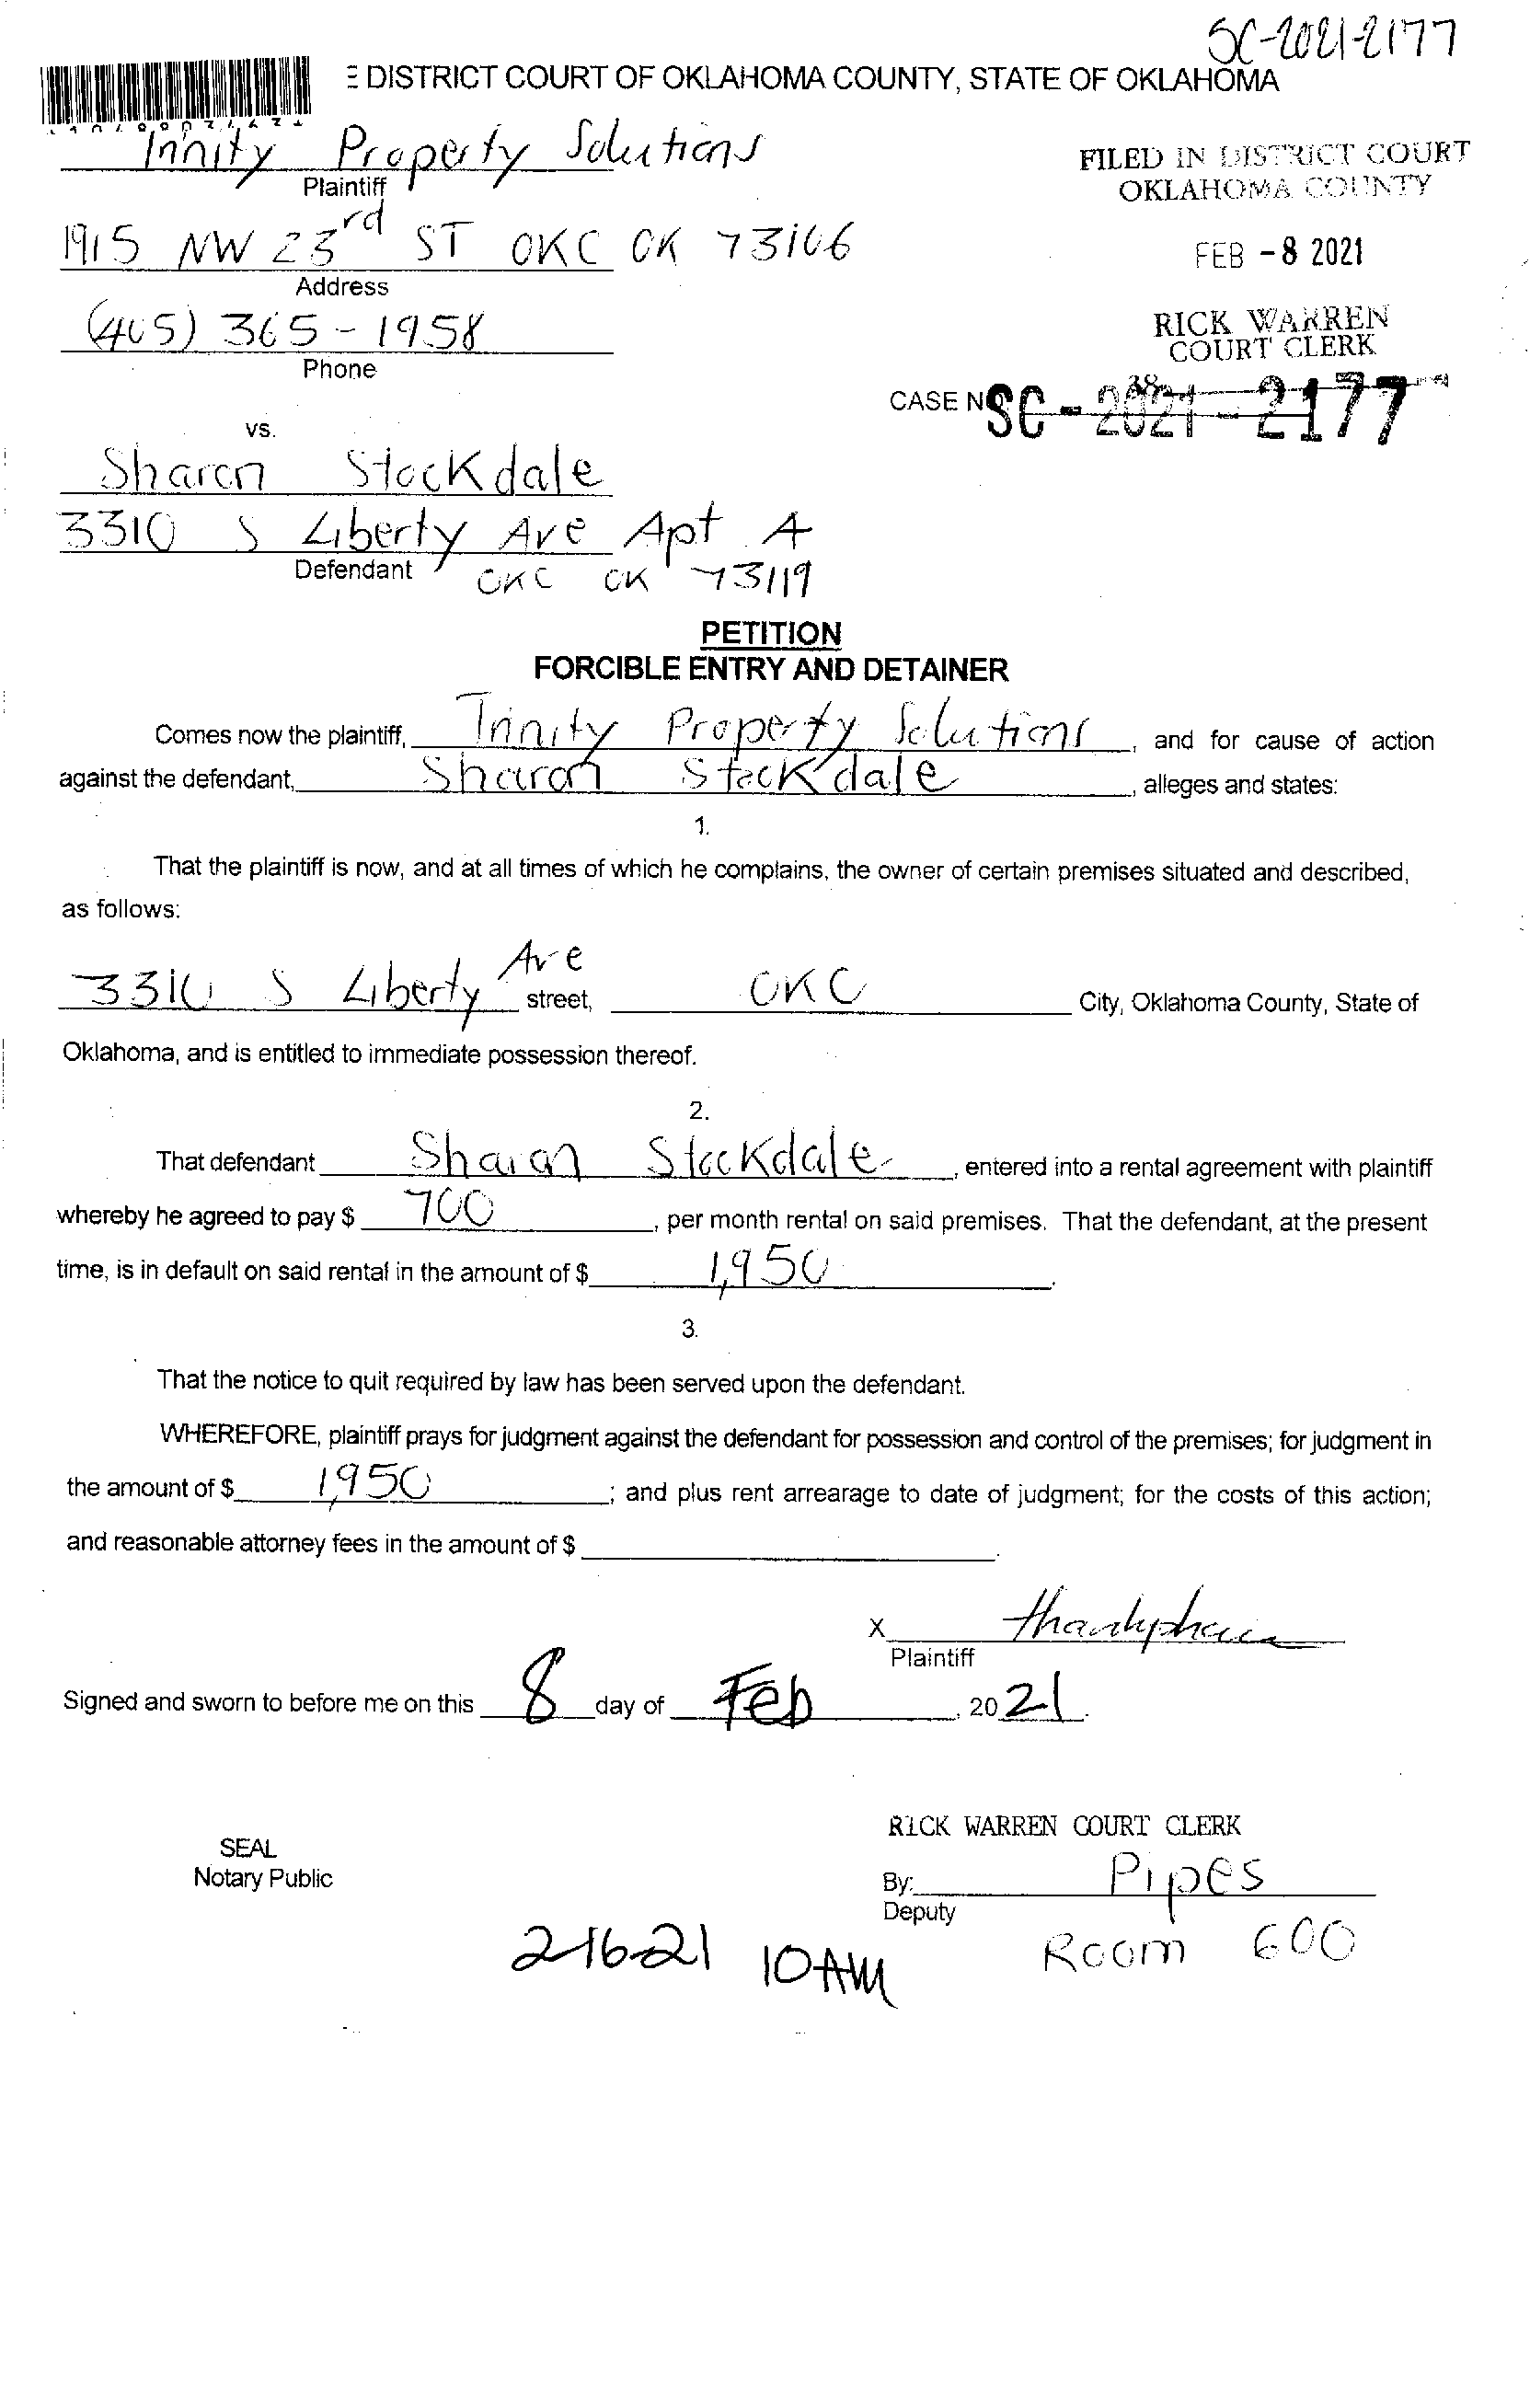 SC-2021-2177
DISTRICT COURT OF OKLAHOMA COUNTY, STATE OF OKLAHOMA
Trinity Property Solutions
Plaintiff
FILED IN DISTRICT COURT
OKLAHOMA COUNTY
1915 NW 23rd ST OKC OK 73106
Address
FEB -8 2021
(405) 365-1958
Phone
RICK WARREN
COURT CLERK
38
CASE NO. SC-2021-2177
vs.
Sharon Stockdale
3310 S Liberty Ave Apt A
Defendant OKC OK 73119
PETITION
FORCIBLE ENTRY AND DETAINER
Comes now the plaintiff, Trinity Property Solutions, and for cause of action
against the defendant, Sharon Stockdale, alleges and states:
1.
That the plaintiff is now, and at all times of which he complains, the owner of certain premises situated and described,
as follows:
3310 S Liberty Ave street, OKC City, Oklahoma County, State of
Oklahoma, and is entitled to immediate possession thereof.
2.
That defendant Sharon Stockdale, entered into a rental agreement with plaintiff
whereby he agreed to pay $ 700, per month rental on said premises. That the defendant, at the present
time, is in default on said rental in the amount of $ 1,950.
3.
That the notice to quit required by law has been served upon the defendant.
WHEREFORE, plaintiff prays for judgment against the defendant for possession and control of the premises; for judgment in
the amount of $ 1,950; and plus rent arrearage to date of judgment; for the costs of this action;
and reasonable attorney fees in the amount of $ .
X
Plaintiff
Signed and sworn to before me on this 8 day of Feb, 2021.
RICK WARREN COURT CLERK
SEAL
Notary Public
By: Pipes
Deputy
2-16-21 10AM Room 600